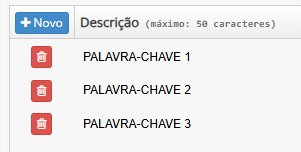 Novo Descrição (máximo: 50 caracteres)
PALAVRA-CHAVE 1
PALAVRA-CHAVE 2
PALAVRA-CHAVE 3